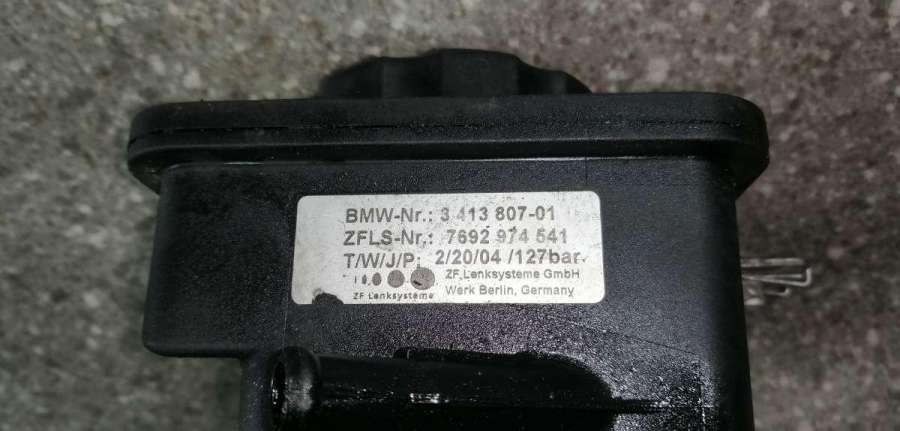 BMW-Nr.: 3 413 807-01
ZFLS-Nr.: 7692 974 541
T/W/J/P: 2/20/04 /127bar
ZF Lenksysteme GmbH
ZF Lenksysteme
Werk Berlin, Germany